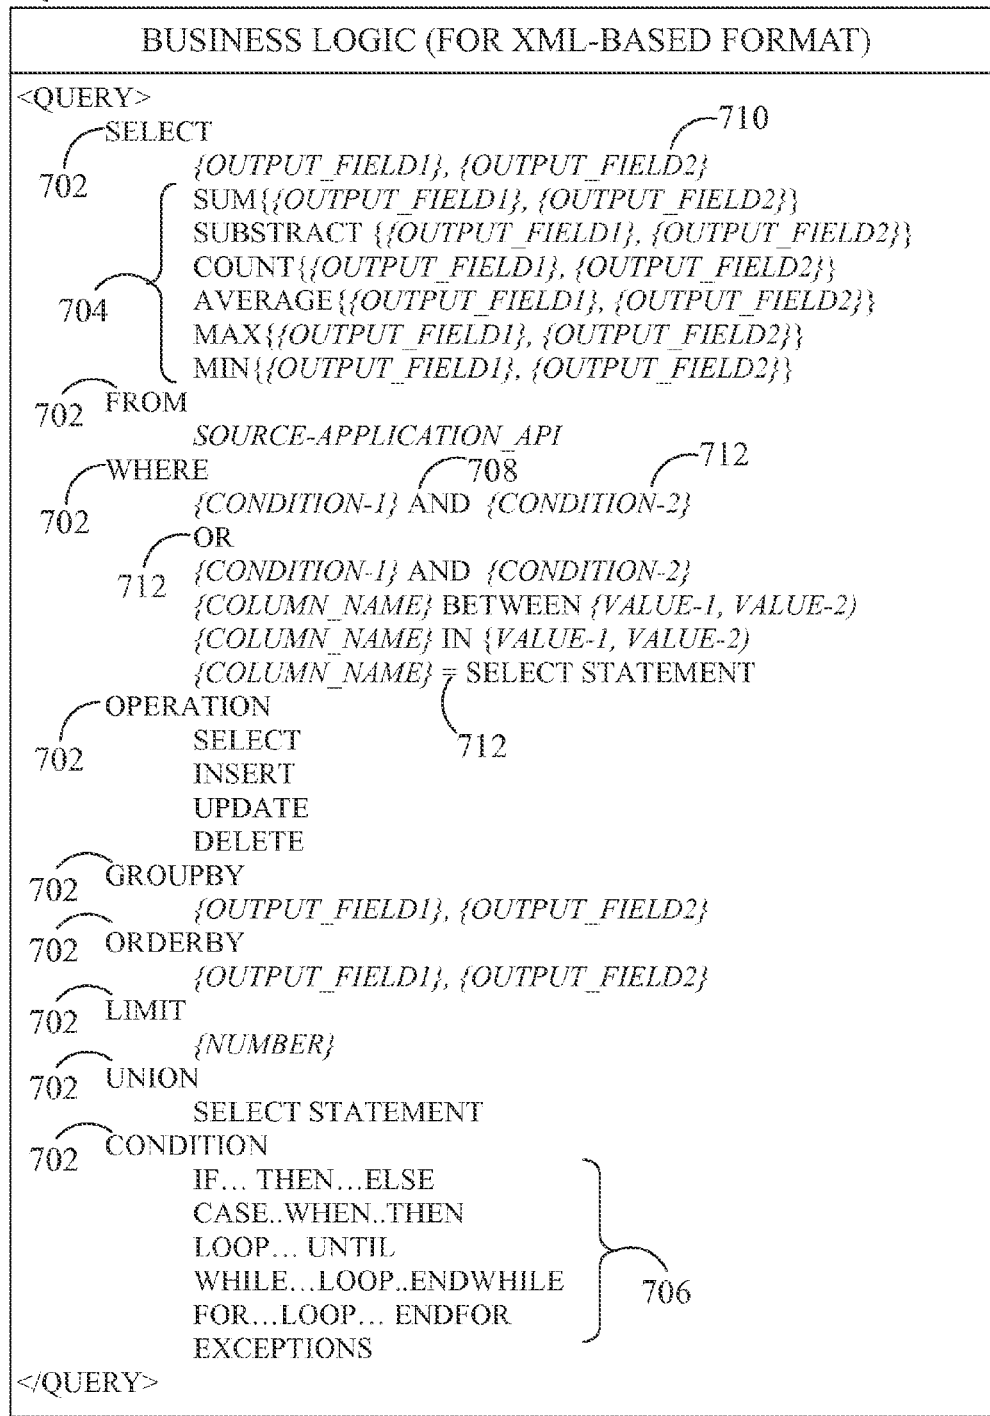 BUSINESS LOGIC (FOR XML-BASED FORMAT)
<QUERY>
710
SELECT
702
{OUTPUT_FIELD1}, {OUTPUT_FIELD2}
SUM{{OUTPUT_FIELD1}, {OUTPUT_FIELD2}}
SUBSTRACT {{OUTPUT_FIELD1}, {OUTPUT_FIELD2}}
COUNT{{OUTPUT_FIELD1}, {OUTPUT_FIELD2}}
704
AVERAGE{{OUTPUT_FIELD1}, {OUTPUT_FIELD2}}
MAX{{OUTPUT_FIELD1}, {OUTPUT_FIELD2}}
MIN{{OUTPUT_FIELD1}, {OUTPUT_FIELD2}}
702 FROM
SOURCE-APPLICATION_API
WHERE 708 712
702
{CONDITION-1} AND {CONDITION-2}
OR
712
{CONDITION-1} AND {CONDITION-2}
{COLUMN_NAME} BETWEEN {VALUE-1, VALUE-2)
{COLUMN_NAME} IN {VALUE-1, VALUE-2)
{COLUMN_NAME} = SELECT STATEMENT
OPERATION
702
SELECT 712
INSERT
UPDATE
DELETE
702 GROUPBY
{OUTPUT_FIELD1}, {OUTPUT_FIELD2}
702 ORDERBY
{OUTPUT_FIELD1}, {OUTPUT_FIELD2}
702 LIMIT
{NUMBER}
702 UNION
SELECT STATEMENT
702 CONDITION
IF... THEN...ELSE
CASE..WHEN..THEN
LOOP... UNTIL
WHILE...LOOP..ENDWHILE 706
FOR...LOOP... ENDFOR
EXCEPTIONS
</QUERY>